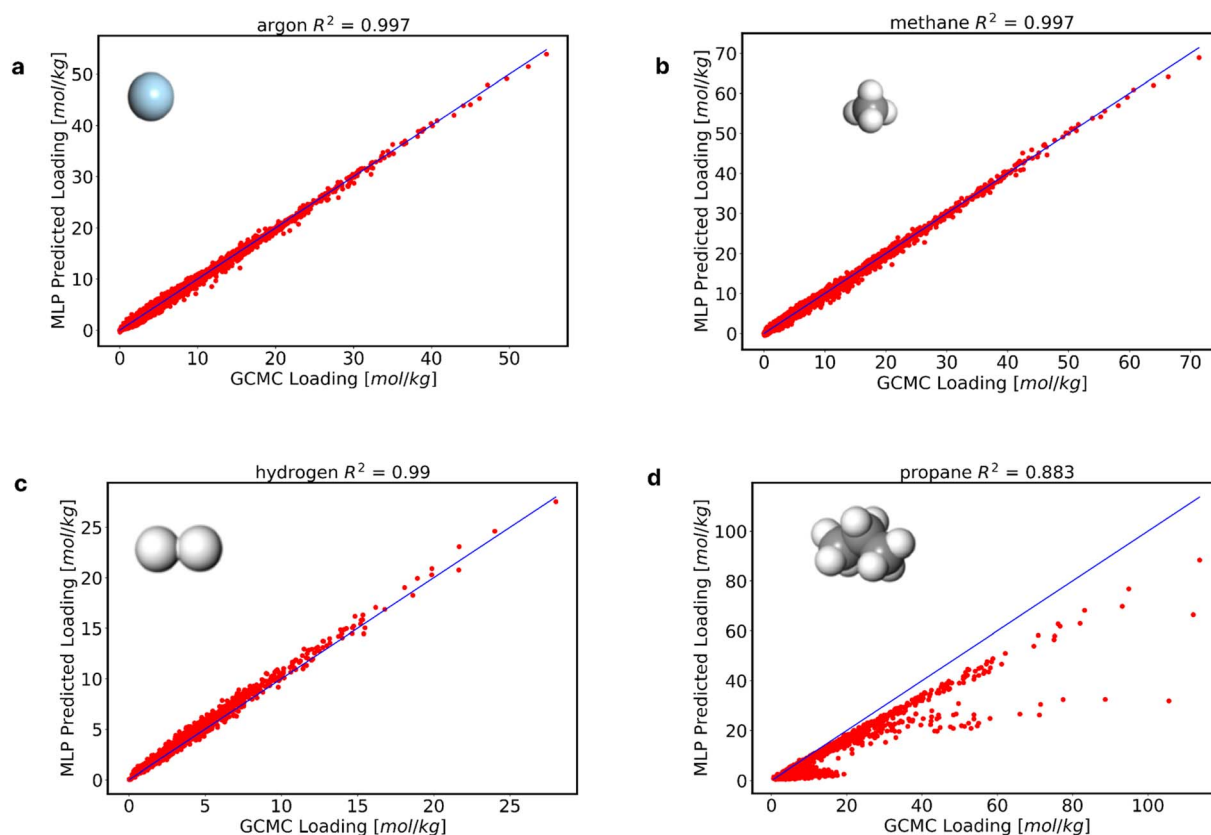 a
argon R² = 0.997
MLP Predicted Loading [mol/kg]
50
40
30
20
10
0
0 10 20 30 40 50
GCMC Loading [mol/kg]
b
methane R² = 0.997
MLP Predicted Loading [mol/kg]
70
60
50
40
30
20
10
0
0 10 20 30 40 50 60 70
GCMC Loading [mol/kg]
c
hydrogen R² = 0.99
MLP Predicted Loading [mol/kg]
25
20
15
10
5
0
0 5 10 15 20 25
GCMC Loading [mol/kg]
d
propane R² = 0.883
MLP Predicted Loading [mol/kg]
100
80
60
40
20
0
0 20 40 60 80 100
GCMC Loading [mol/kg]